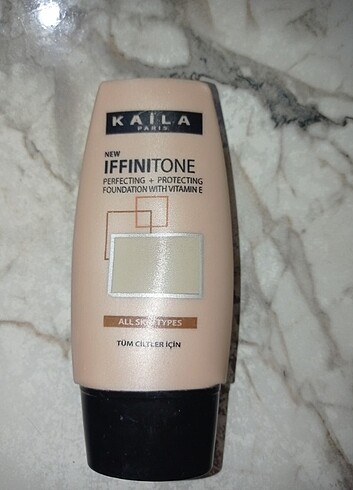 KAİLA
PARIS
NEW
IFFINITONE
PERFECTING + PROTECTING
FOUNDATION WITH VITAMIN E
ALL SKIN TYPES
TÜM CİLTLER İÇİN